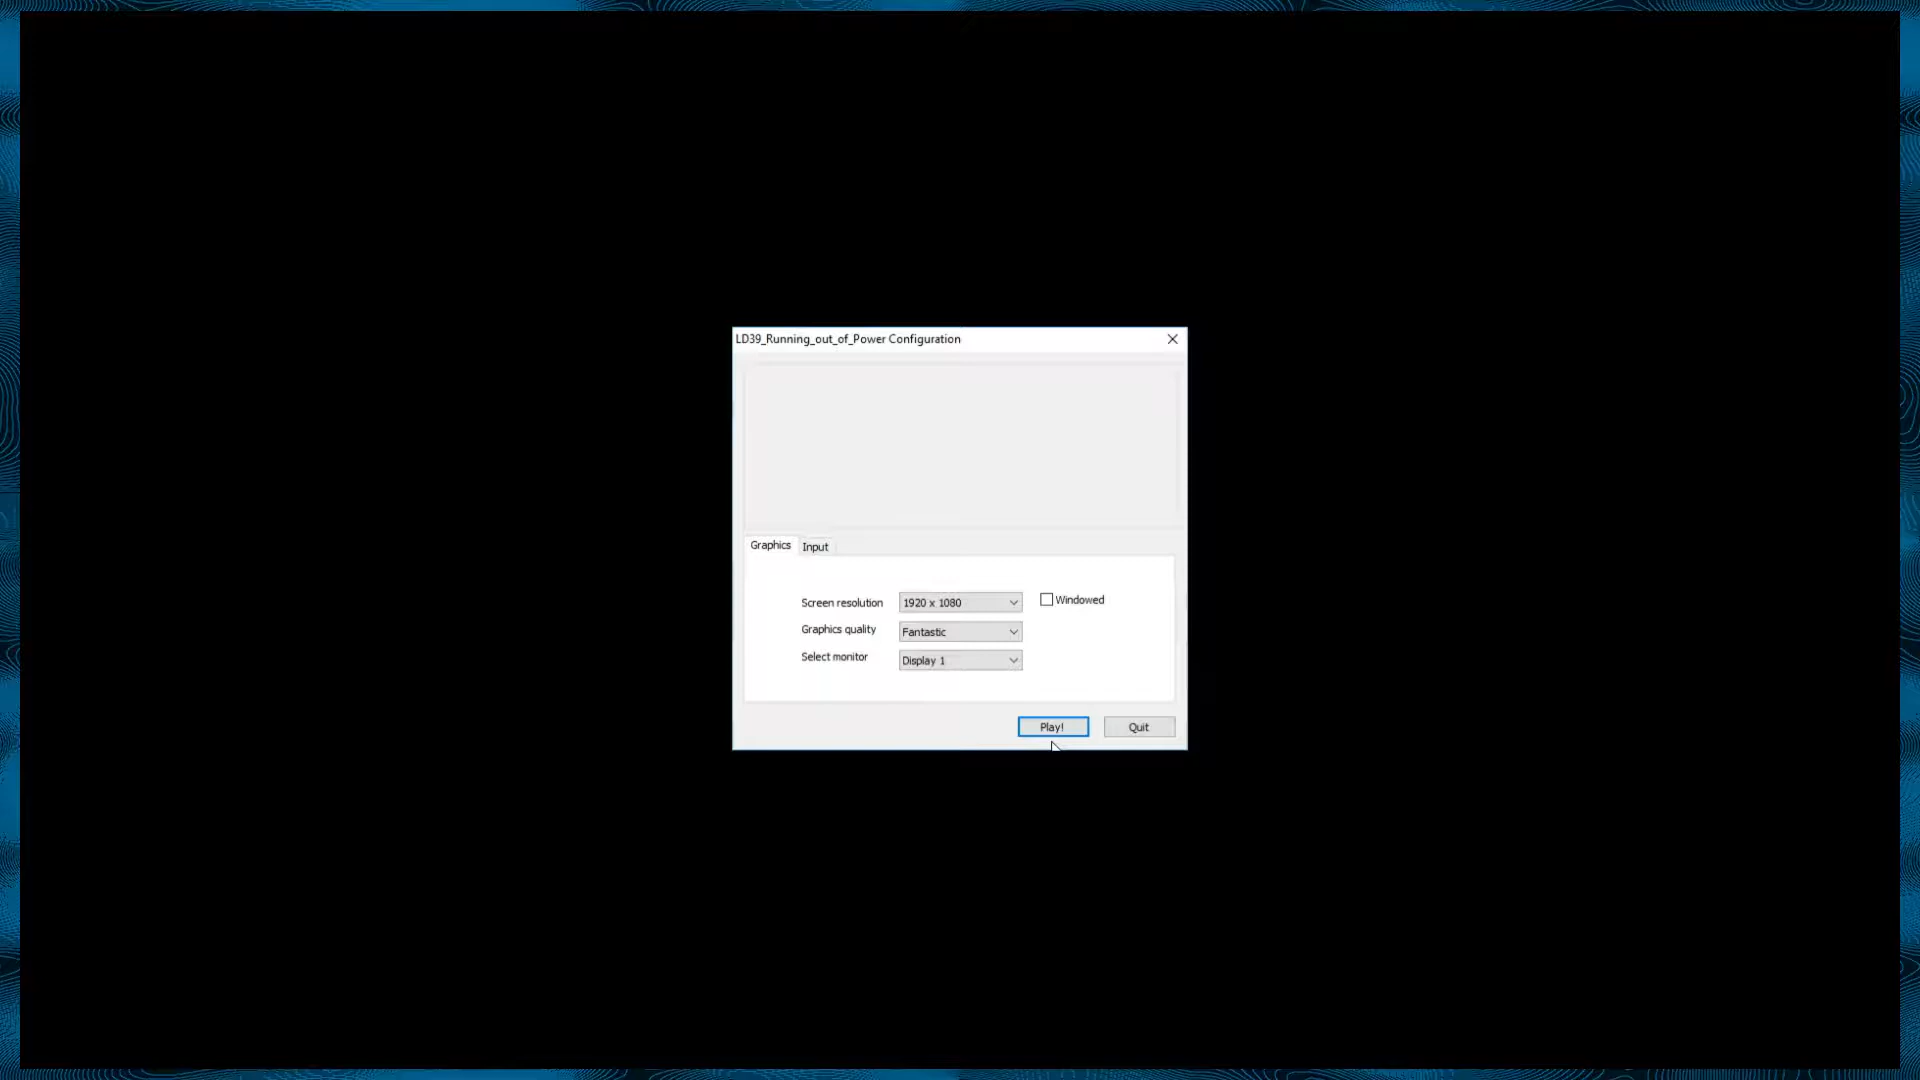 LD39_Running_out_of_Power Configuration
Graphics
Input
Screen resolution
1920 x 1080
Windowed
Graphics quality
Fantastic
Select monitor
Display 1
Play!
Quit